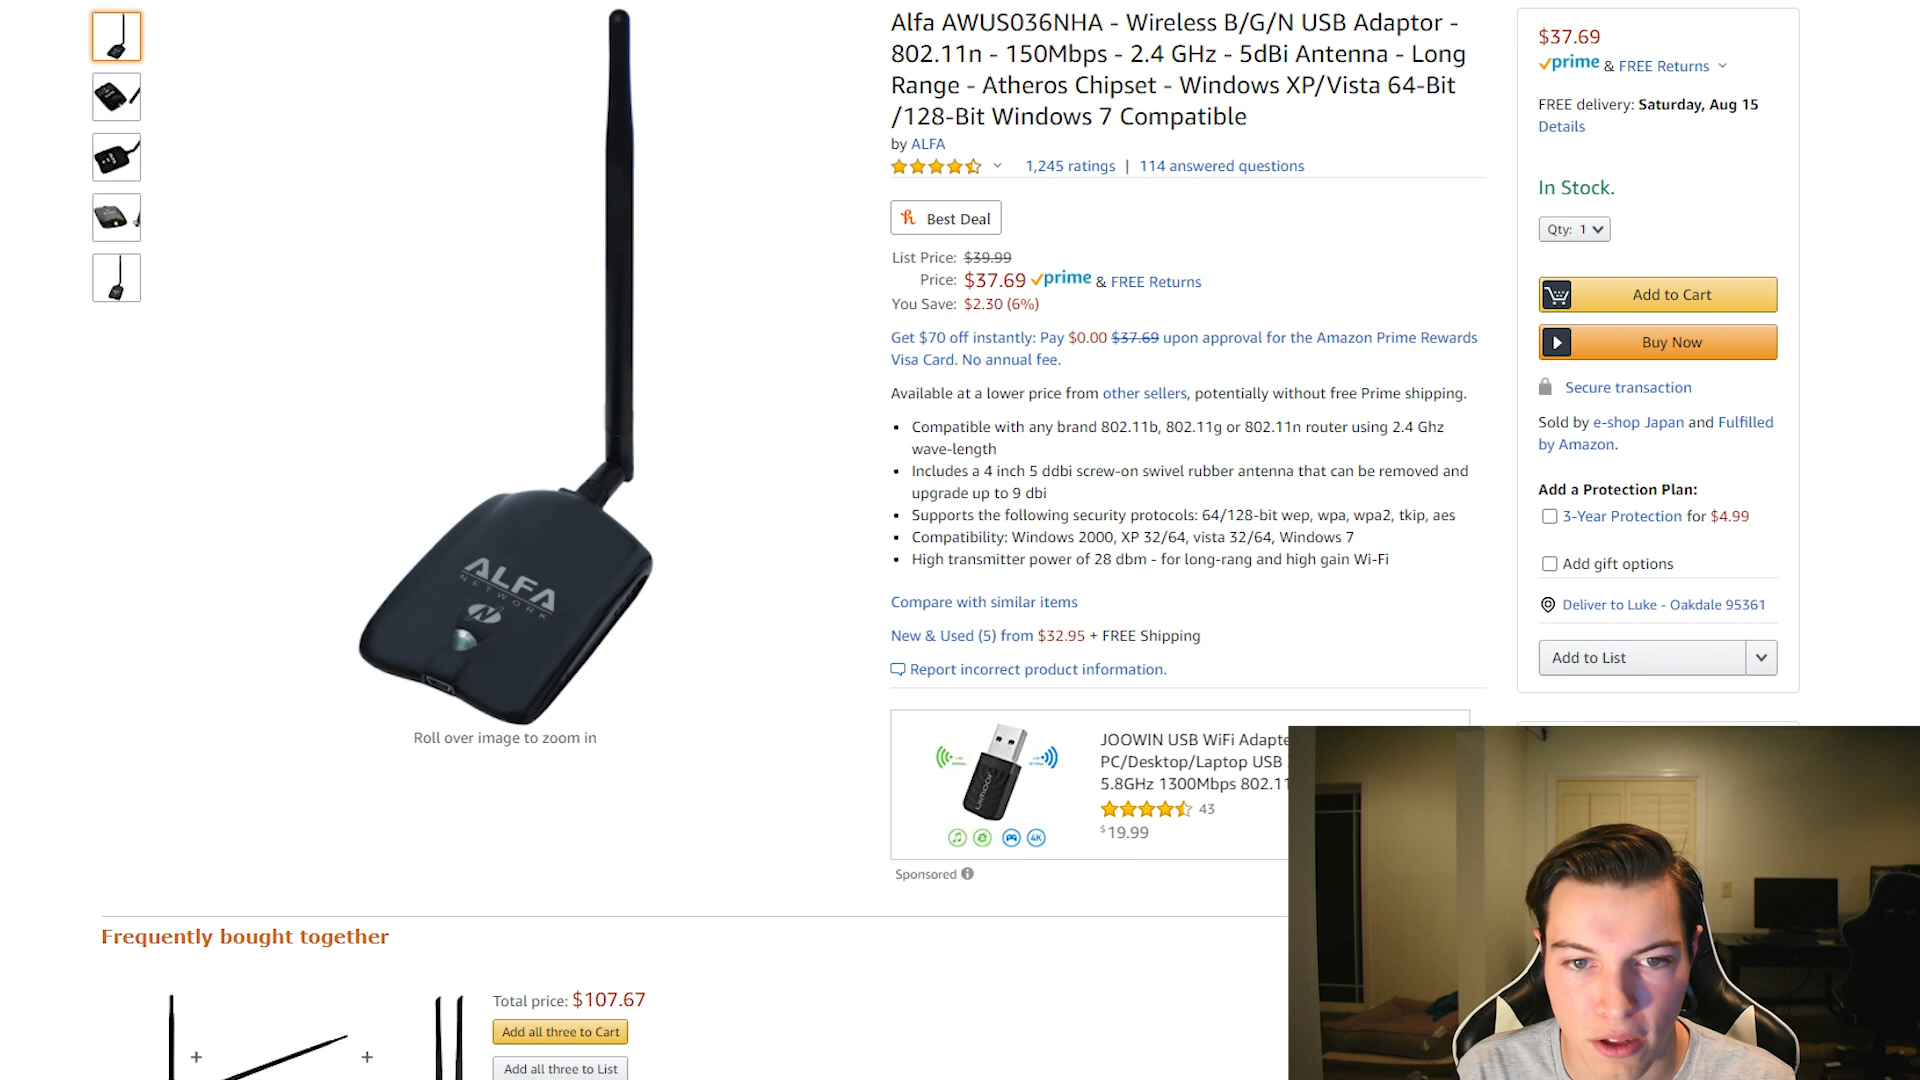 Alfa AWUS036NHA - Wireless B/G/N USB Adaptor -
802.11n - 150Mbps - 2.4 GHz - 5dBi Antenna - Long
Range - Atheros Chipset - Windows XP/Vista 64-Bit
/128-Bit Windows 7 Compatible
by ALFA
1,245 ratings | 114 answered questions
Best Deal
List Price: $39.99
Price: $37.69 prime & FREE Returns
You Save: $2.30 (6%)
Get $70 off instantly: Pay $0.00 $37.69 upon approval for the Amazon Prime Rewards
Visa Card. No annual fee.
Available at a lower price from other sellers, potentially without free Prime shipping.
Compatible with any brand 802.11b, 802.11g or 802.11n router using 2.4 Ghz
wave-length
Includes a 4 inch 5 ddbi screw-on swivel rubber antenna that can be removed and
upgrade up to 9 dbi
Supports the following security protocols: 64/128-bit wep, wpa, wpa2, tkip, aes
Compatibility: Windows 2000, XP 32/64, vista 32/64, Windows 7
High transmitter power of 28 dbm - for long-rang and high gain Wi-Fi
Compare with similar items
New & Used (5) from $32.95 + FREE Shipping
Report incorrect product information.
ALFA
NETWORK
Roll over image to zoom in
JOOWIN USB WiFi Adapte
PC/Desktop/Laptop USB
5.8GHz 1300Mbps 802.11
43
$19.99
4K
Sponsored
$37.69
prime & FREE Returns
FREE delivery: Saturday, Aug 15
Details
In Stock.
Qty: 1
Add to Cart
Buy Now
Secure transaction
Sold by e-shop Japan and Fulfilled
by Amazon.
Add a Protection Plan:
3-Year Protection for $4.99
Add gift options
Deliver to Luke - Oakdale 95361
Add to List
Frequently bought together
+
+
Total price: $107.67
Add all three to Cart
Add all three to List